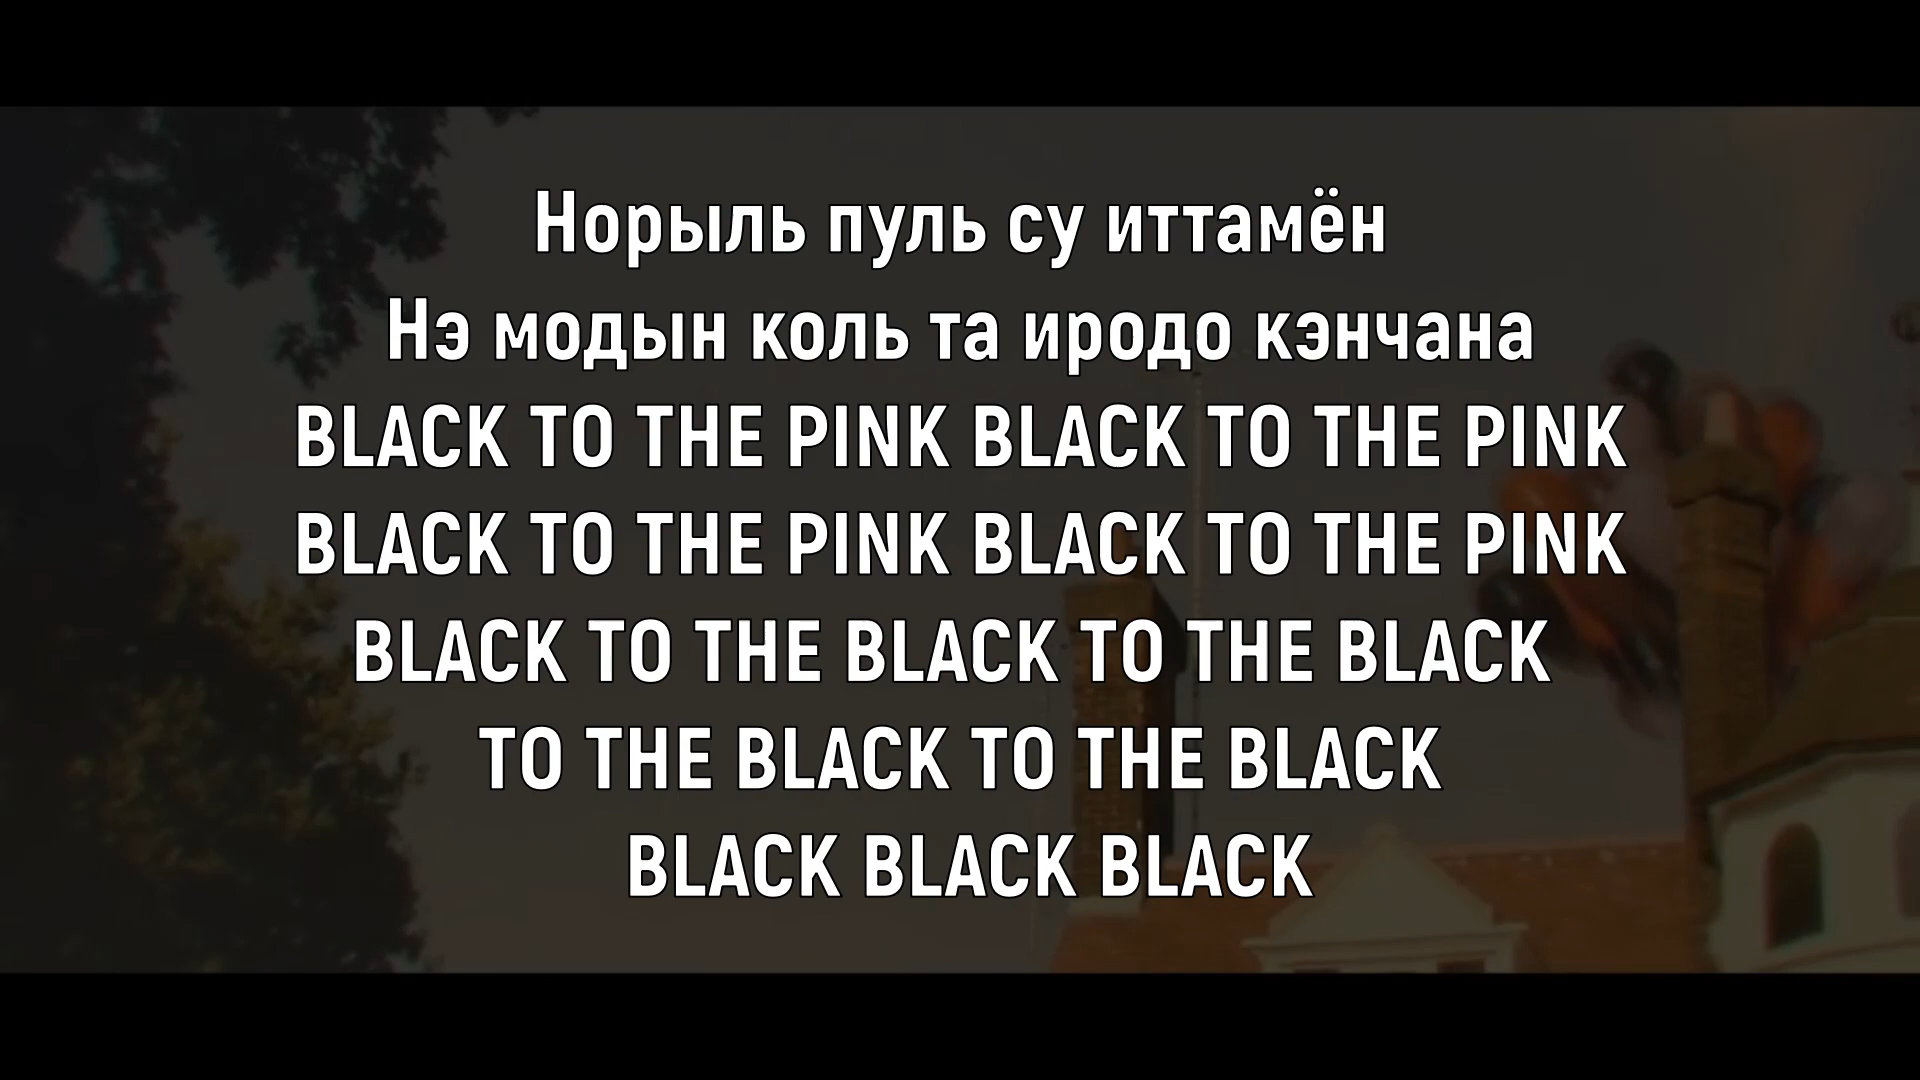 Норыль пуль су иттамён
Нэ модын коль та иродо кэнчана
BLACK TO THE PINK BLACK TO THE PINK
BLACK TO THE PINK BLACK TO THE PINK
BLACK TO THE BLACK TO THE BLACK
TO THE BLACK TO THE BLACK
BLACK BLACK BLACK